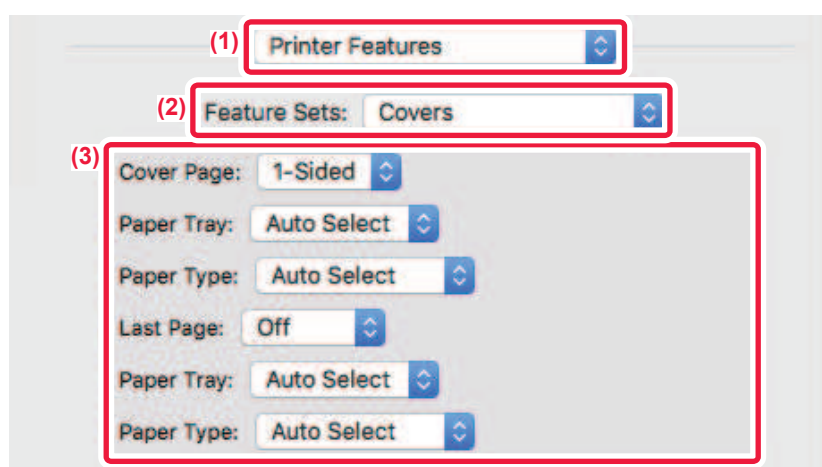 (1) Printer Features
(2) Feature Sets: Covers
(3)
Cover Page: 1-Sided
Paper Tray: Auto Select
Paper Type: Auto Select
Last Page: Off
Paper Tray: Auto Select
Paper Type: Auto Select